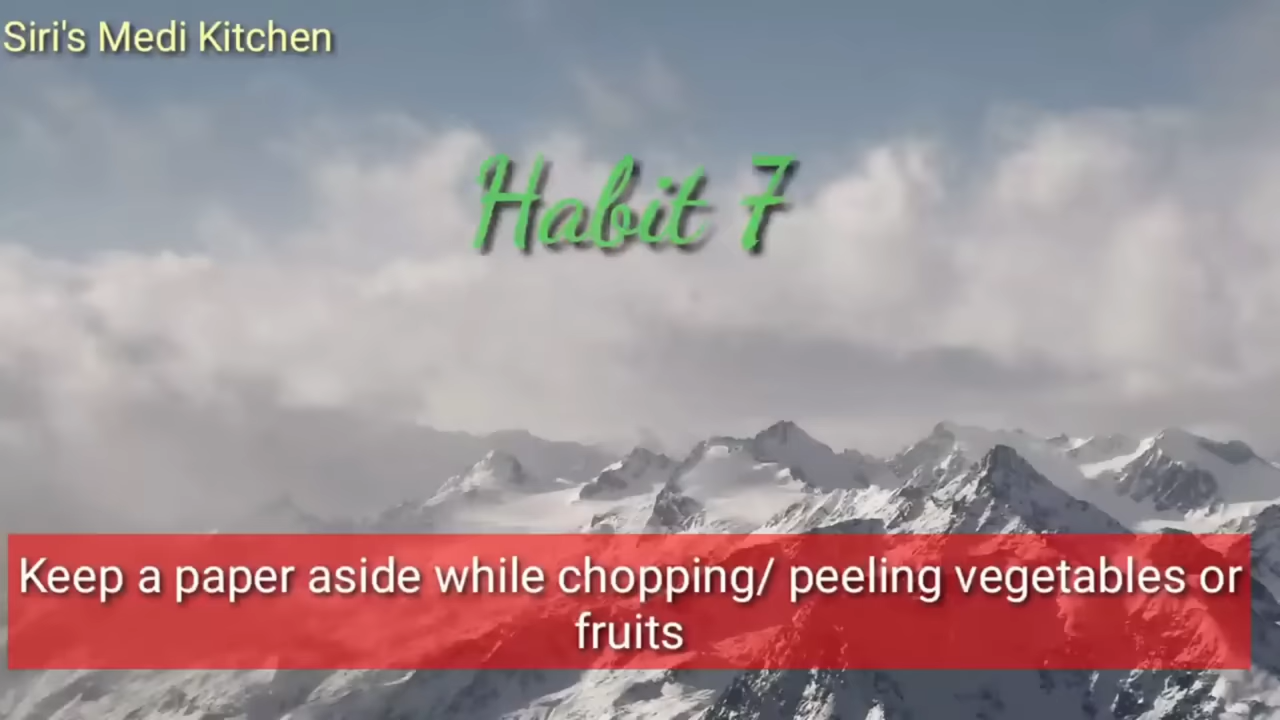 Siri's Medi Kitchen
Habit 7
Keep a paper aside while chopping/ peeling vegetables or
fruits